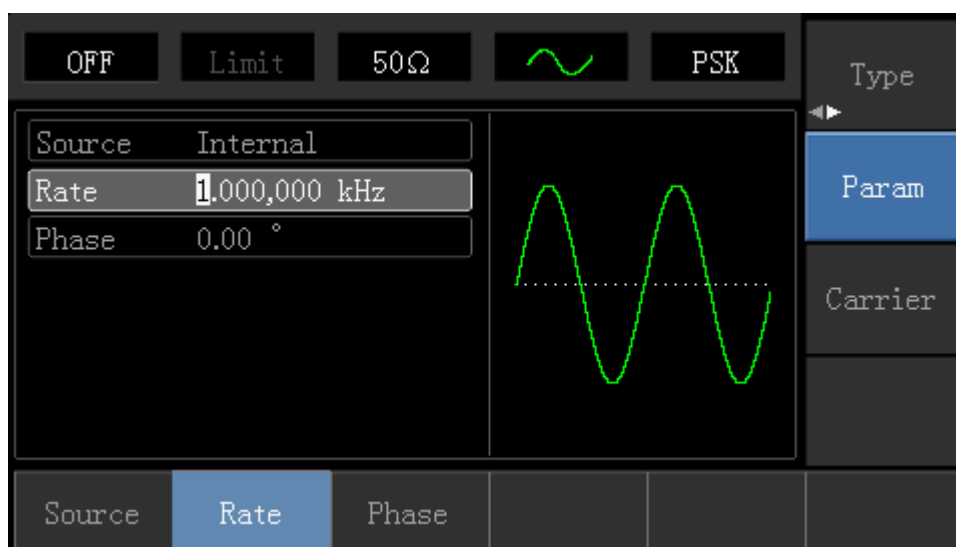 OFF Limit 50Ω PSK
Type
Source Internal
Rate 1.000,000 kHz
Param
Phase 0.00 °
Carrier
Source Rate Phase